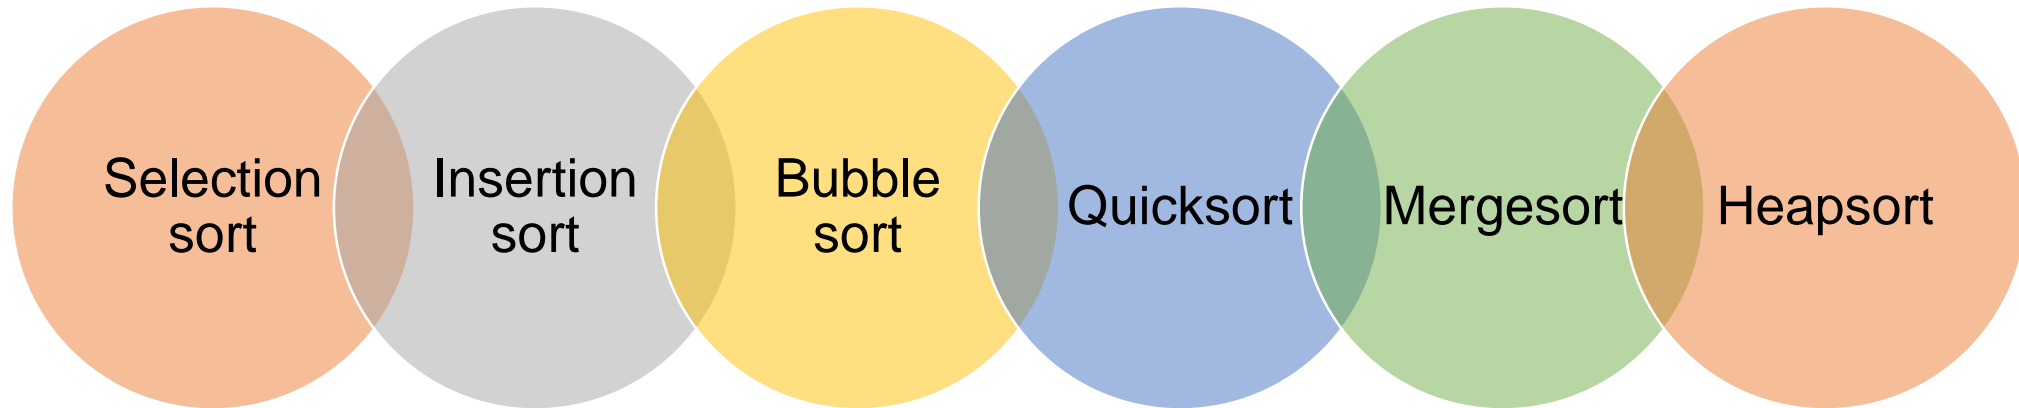 Selection
sort
Insertion
sort
Bubble
sort
Quicksort
Mergesort
Heapsort